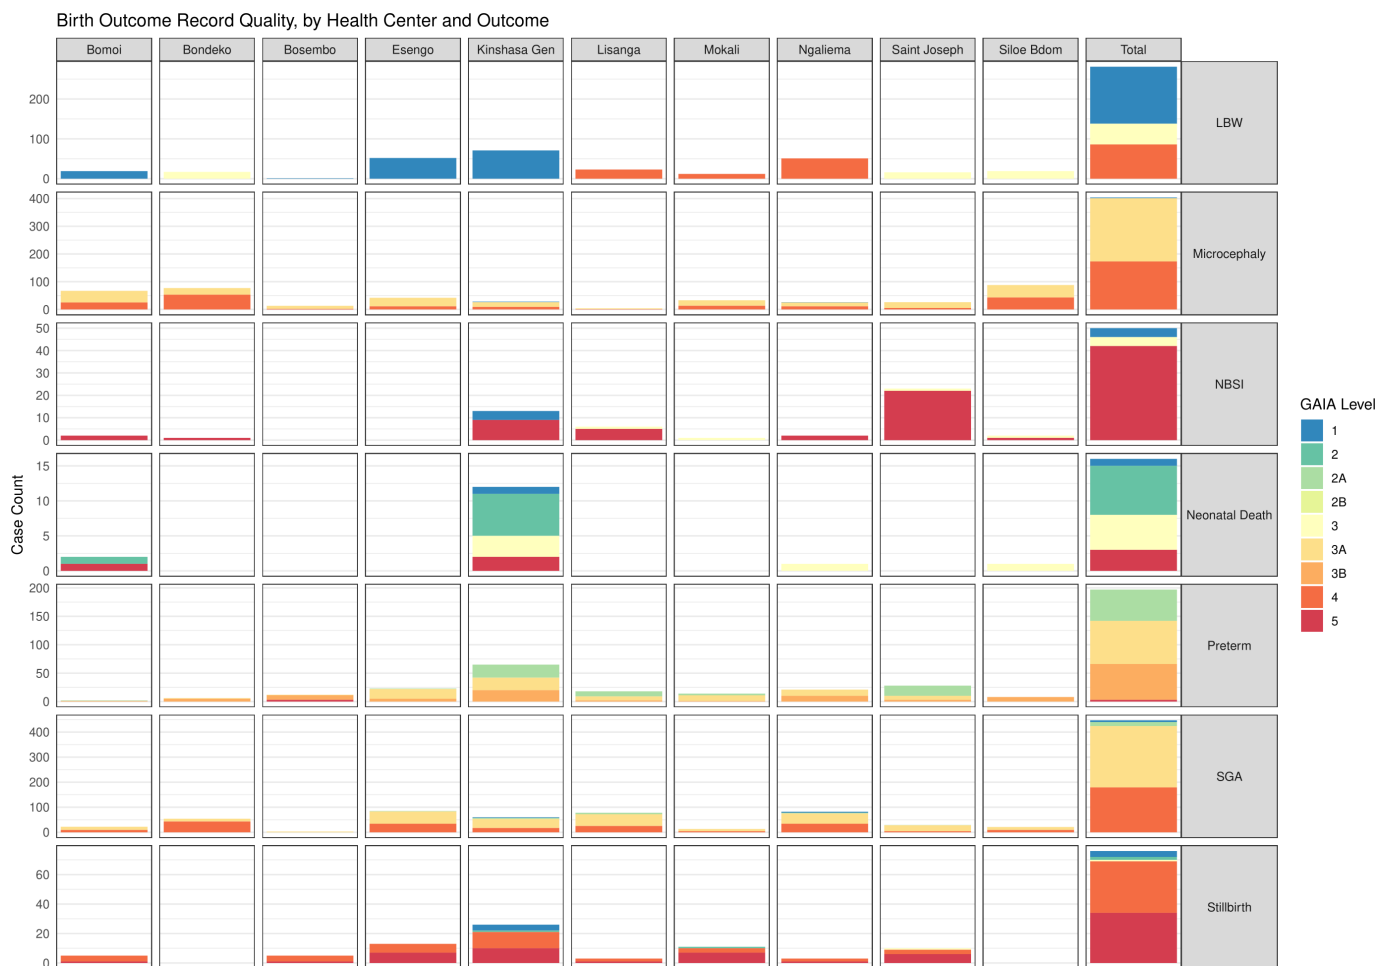 Birth Outcome Record Quality, by Health Center and Outcome
Bomoi Bondeko Bosembo Esengo Kinshasa Gen Lisanga Mokali Ngaliema Saint Joseph Siloe Bdom Total
200
100
0
LBW
400
300
200
100
0
Microcephaly
50
40
30
20
10
0
NBSI
15
10
5
0
Neonatal Death
200
150
100
50
0
Preterm
400
300
200
100
0
SGA
60
40
20
0
Stillbirth
Case Count
GAIA Level
1
2
2A
2B
3
3A
3B
4
5